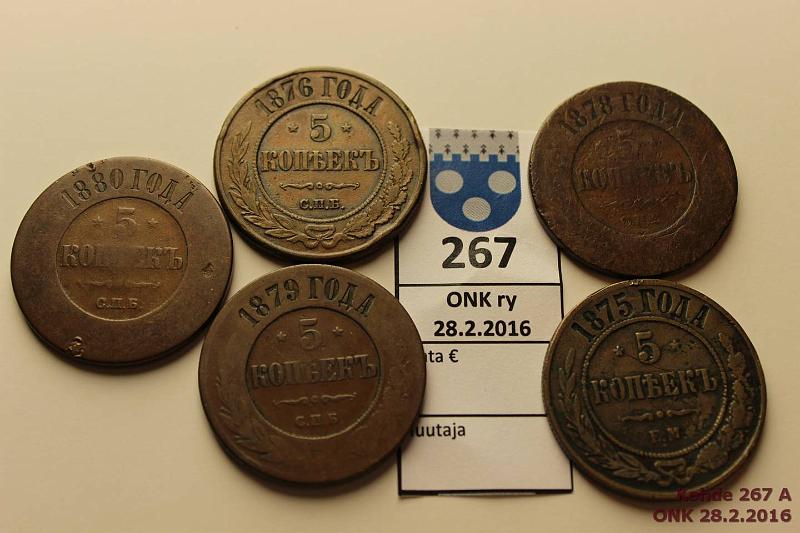 1876 ГОДА
5
КОПѢЕКЪ
С.П.Б.
1878 ГОДА
5
КОПѢЕКЪ
1880 ГОДА
5
КОПѢЕКЪ
С.П.Б.
267
ONK ry
28.2.2016
1879 ГОДА
5
КОПѢЕКЪ
С.П.Б
1875 ГОДА
5
КОПѢЕКЪ
Е.М
Kohde 267 A
ONK 28.2.2016